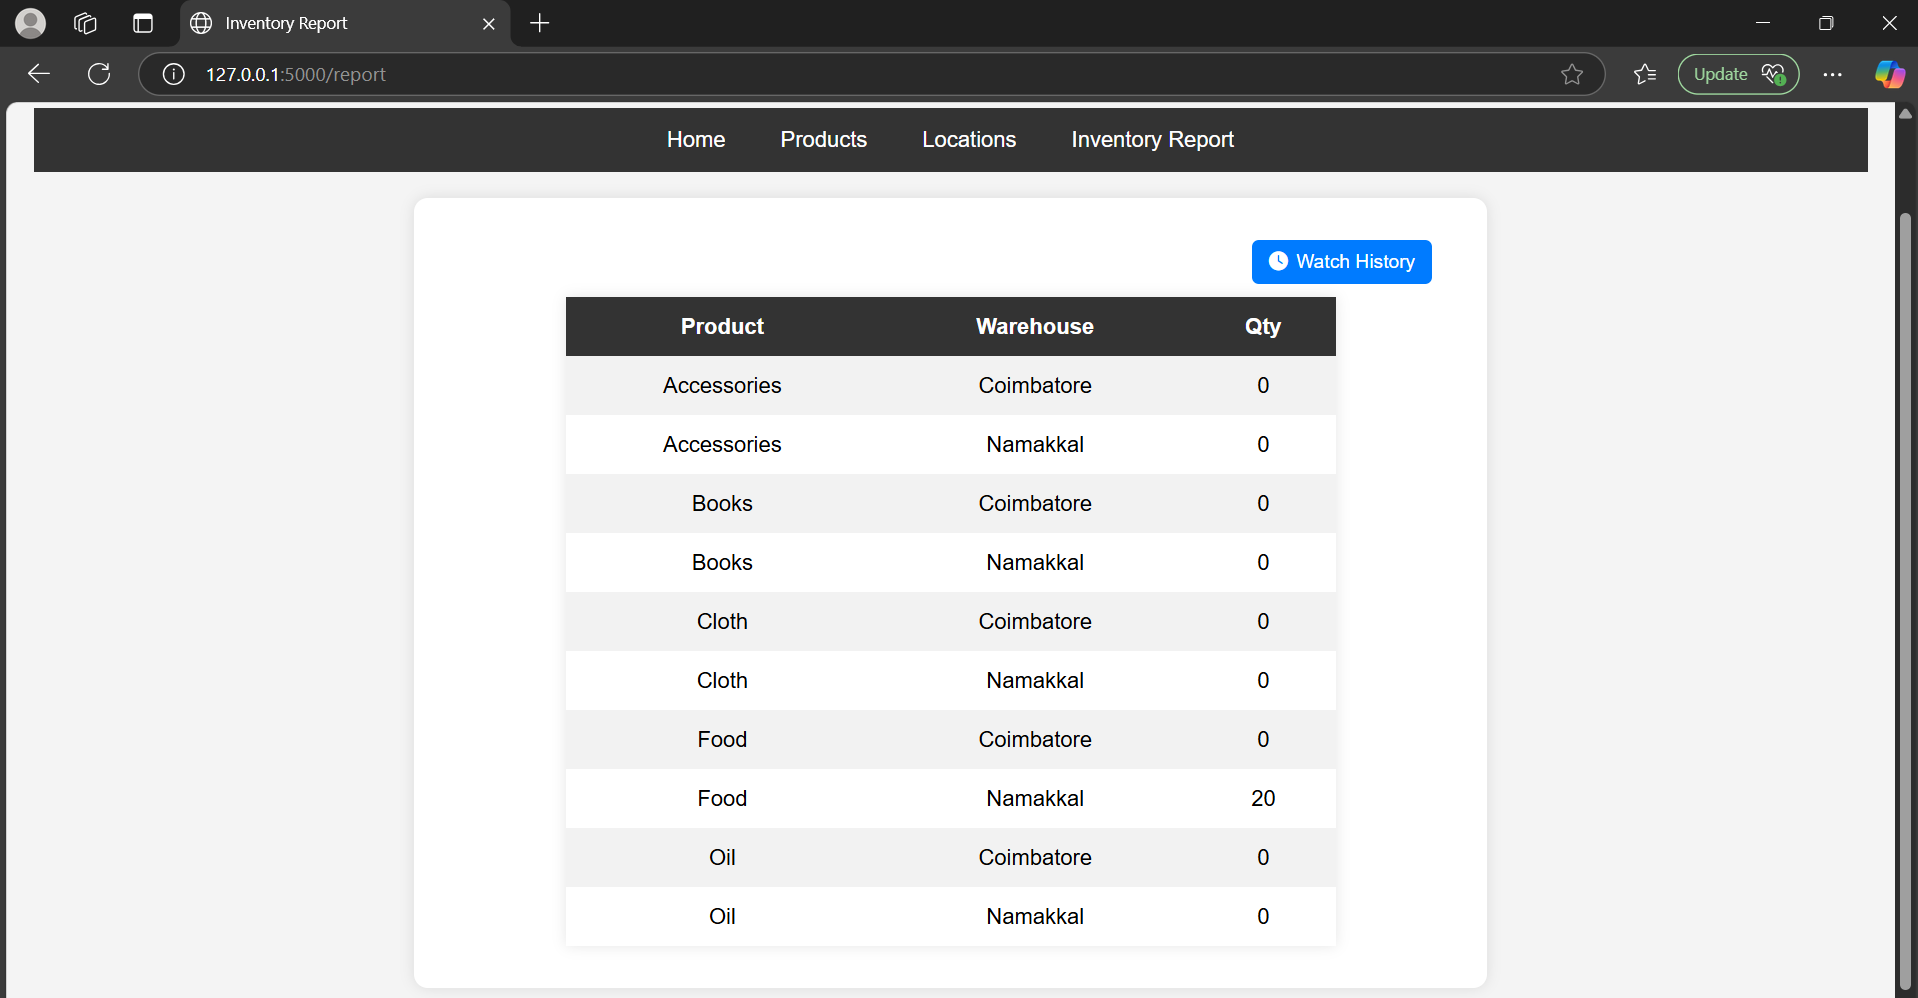 Inventory Report
127.0.0.1:5000/report
Update
Home Products Locations Inventory Report
Watch History
Product Warehouse Qty
Accessories Coimbatore 0
Accessories Namakkal 0
Books Coimbatore 0
Books Namakkal 0
Cloth Coimbatore 0
Cloth Namakkal 0
Food Coimbatore 0
Food Namakkal 20
Oil Coimbatore 0
Oil Namakkal 0